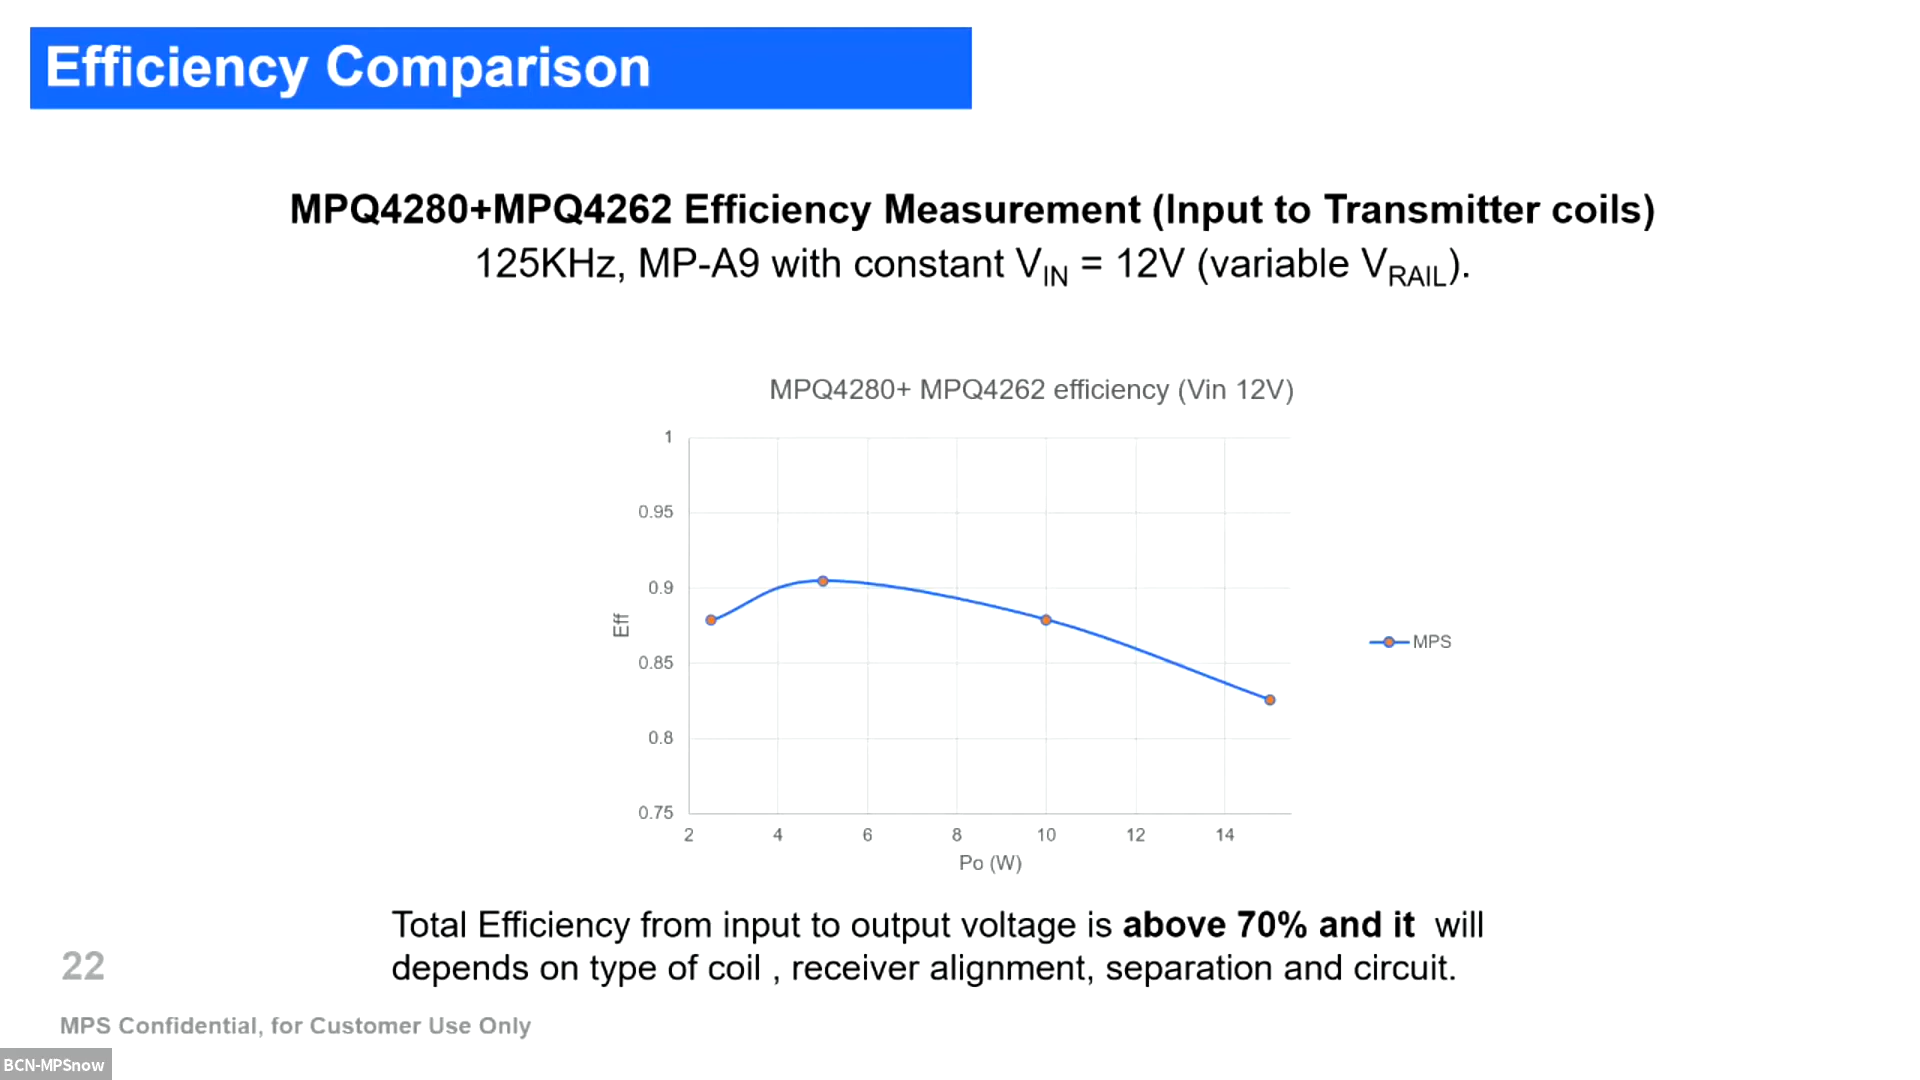 Efficiency Comparison
MPQ4280+MPQ4262 Efficiency Measurement (Input to Transmitter coils)
125KHz, MP-A9 with constant VIN = 12V (variable VRAIL).
MPQ4280+ MPQ4262 efficiency (Vin 12V)
1
0.95
0.9
0.85
0.8
0.75
Eff
2 4 6 8 10 12 14
Po (W)
MPS
Total Efficiency from input to output voltage is above 70% and it will
depends on type of coil , receiver alignment, separation and circuit.
22
MPS Confidential, for Customer Use Only
BCN-MPSnow